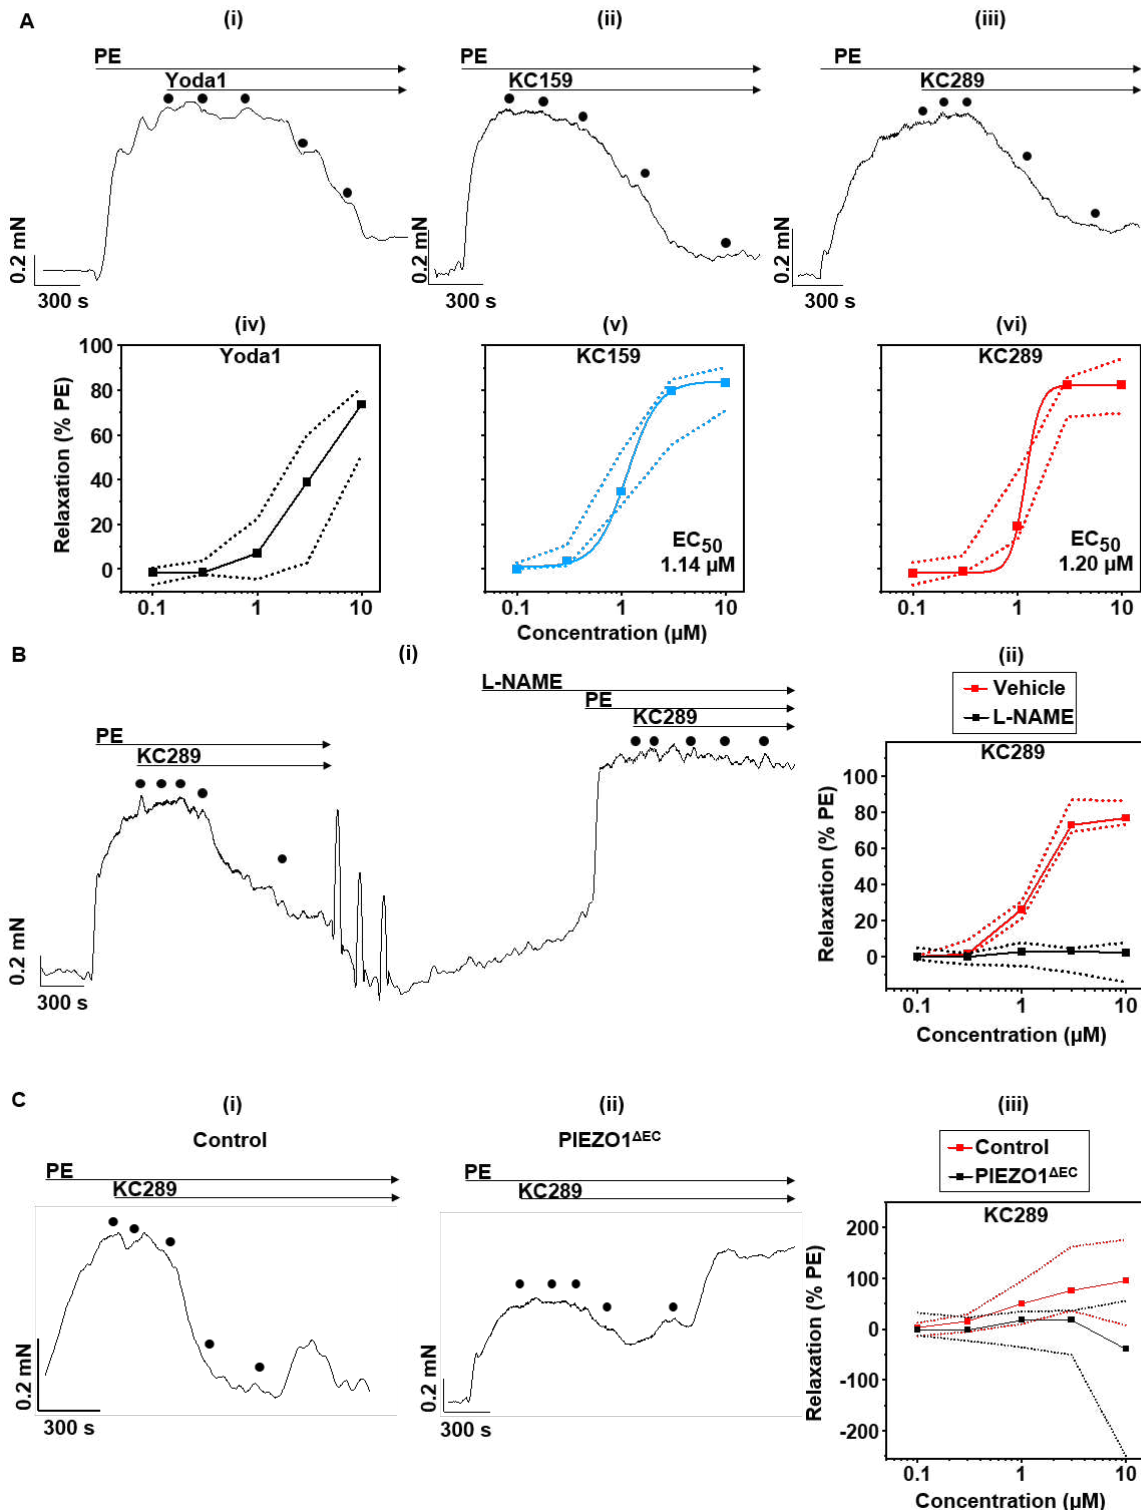 A
(i)
(ii)
(iii)
PE
Yoda1
PE
KC159
PE
KC289
0.2 mN
300 s
0.2 mN
300 s
0.2 mN
300 s
(iv)
(v)
(vi)
Relaxation (% PE)
100
80
60
40
20
0
Yoda1
0.1
1
10
KC159
EC50
1.14 µM
0.1
1
10
KC289
EC50
1.20 µM
0.1
1
10
Concentration (µM)
B
(i)
PE
KC289
L-NAME
PE
KC289
0.2 mN
300 s
(ii)
Vehicle
L-NAME
KC289
Relaxation (% PE)
100
80
60
40
20
0
0.1
1
10
Concentration (µM)
C
(i)
Control
PE
KC289
0.2 mN
300 s
(ii)
PIEZO1ΔEC
PE
KC289
0.2 mN
300 s
(iii)
Control
PIEZO1ΔEC
KC289
Relaxation (% PE)
200
100
0
-100
-200
0.1
1
10
Concentration (µM)